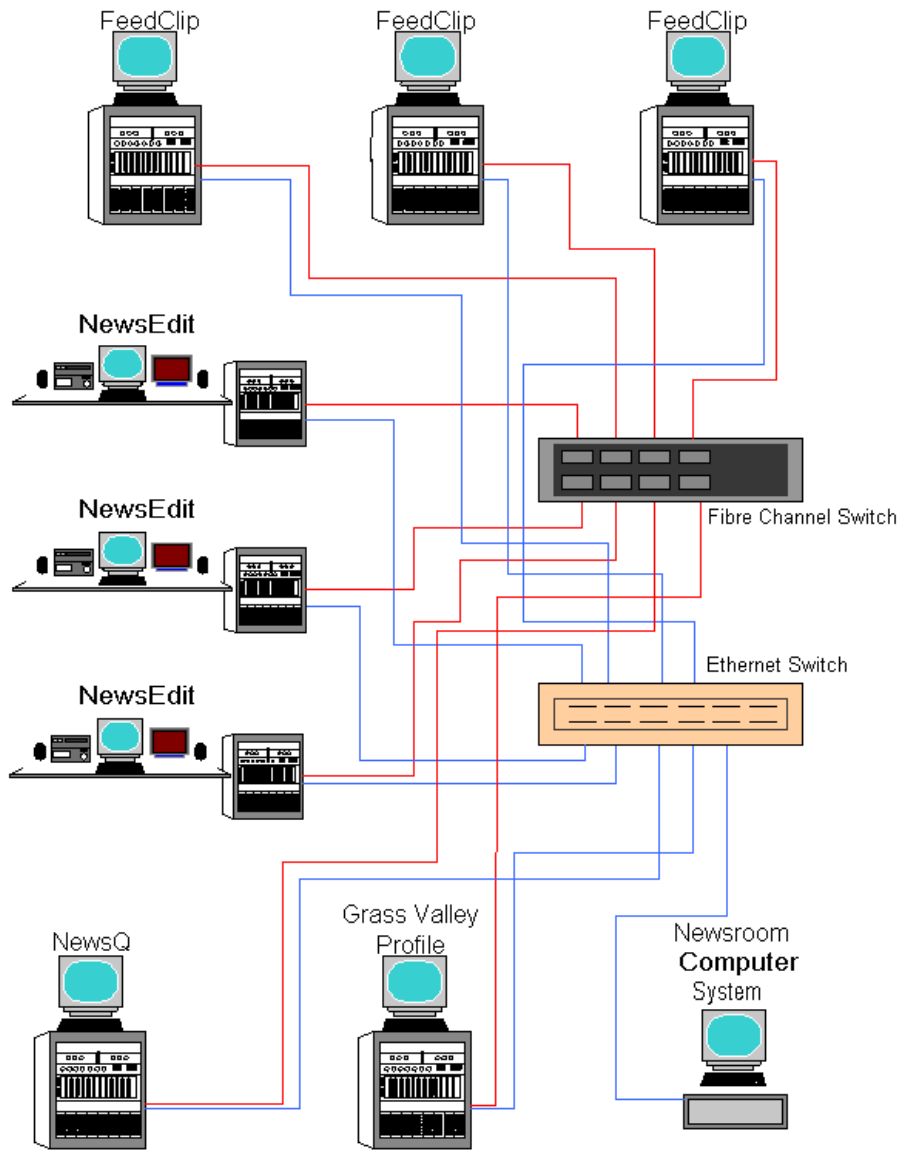 FeedClip
FeedClip
FeedClip
NewsEdit
NewsEdit
Fibre Channel Switch
Ethernet Switch
NewsEdit
Grass Valley
Profile
NewsQ
Newsroom
Computer
System